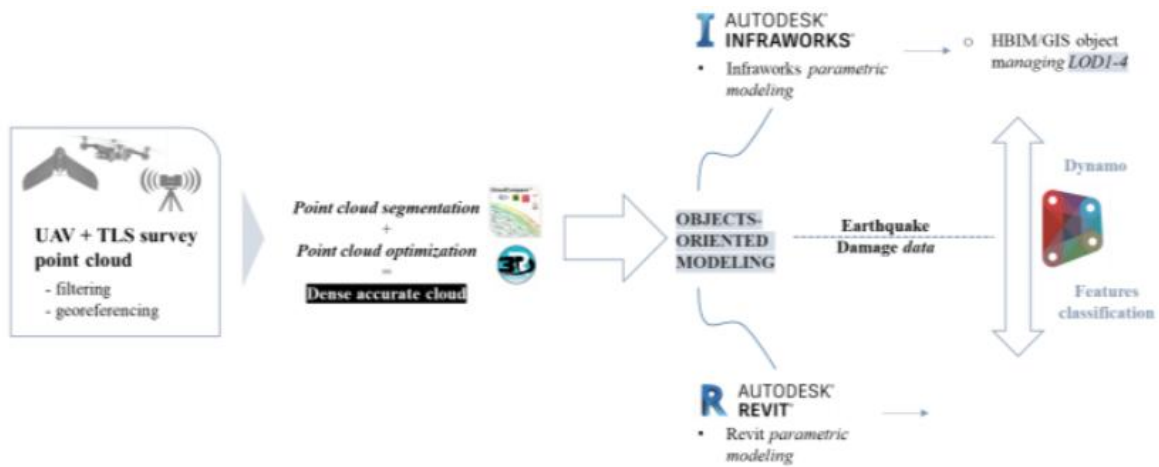 UAV + TLS survey
point cloud
- filtering
- georeferencing
Point cloud segmentation
+
Point cloud optimization
=
Dense accurate cloud
OBJECTS-
ORIENTED
MODELING
AUTODESK®
INFRAWORKS™
▪ Infraworks parametric
modeling
○ HBIM/GIS object
managing LOD1-4
Earthquake
Damage data
Dynamo
Features
classification
AUTODESK®
REVIT™
▪ Revit parametric
modeling